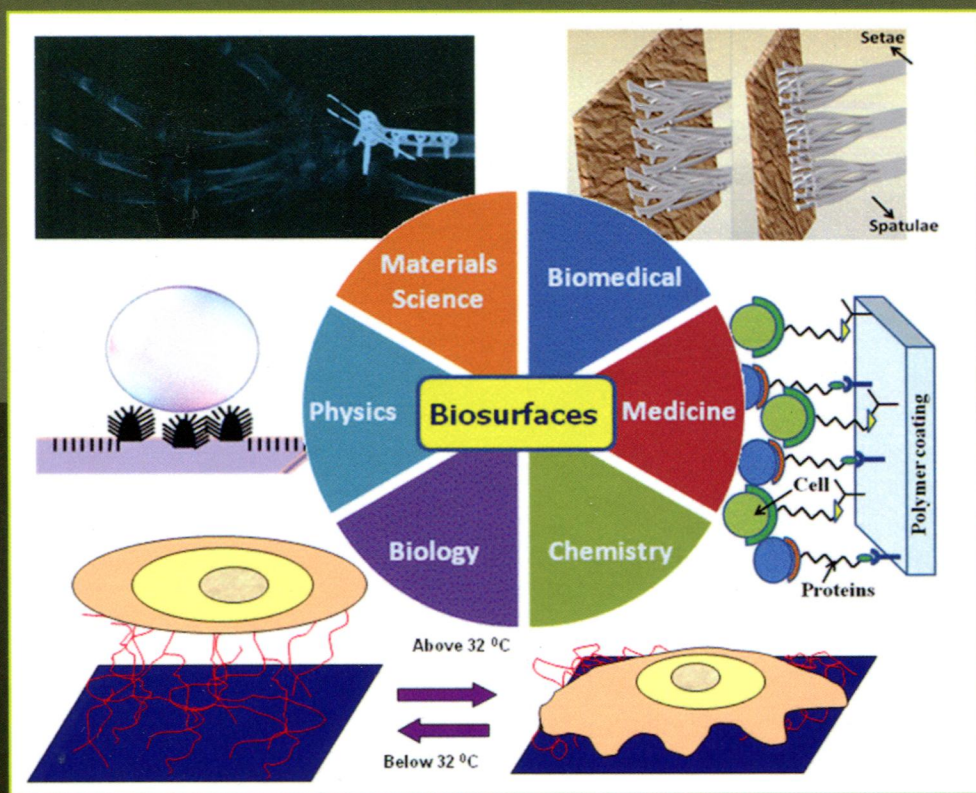 Setae
Spatulae
Materials
Science
Biomedical
Physics
Biosurfaces
Medicine
Biology
Chemistry
Cell
Proteins
Polymer coating
Above 32 ⁰C
Below 32 ⁰C